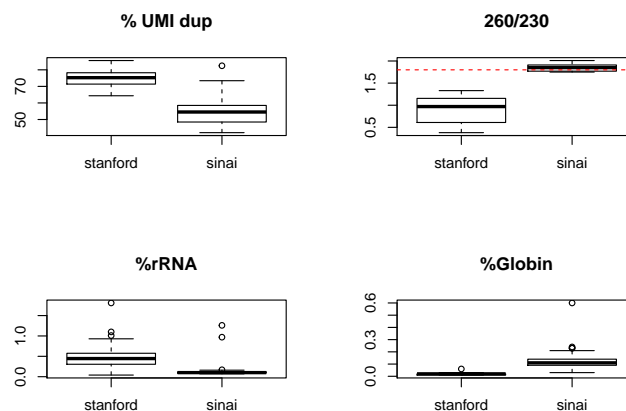 % UMI dup
70
50
stanford
sinai
260/230
1.5
0.5
stanford
sinai
%rRNA
1.0
0.0
stanford
sinai
%Globin
0.6
0.3
0.0
stanford
sinai